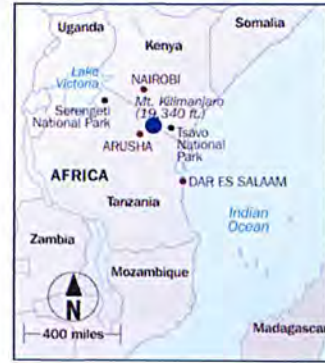 Uganda
Somalia
Kenya
Lake
Victoria
NAIROBI
Mt. Kilimanjaro
(19,340 ft.)
Serengeti
National Park
Tsavo
National
Park
ARUSHA
AFRICA
DAR ES SALAAM
Tanzania
Indian
Ocean
Zambia
Mozambique
N
400 miles
Madagascar